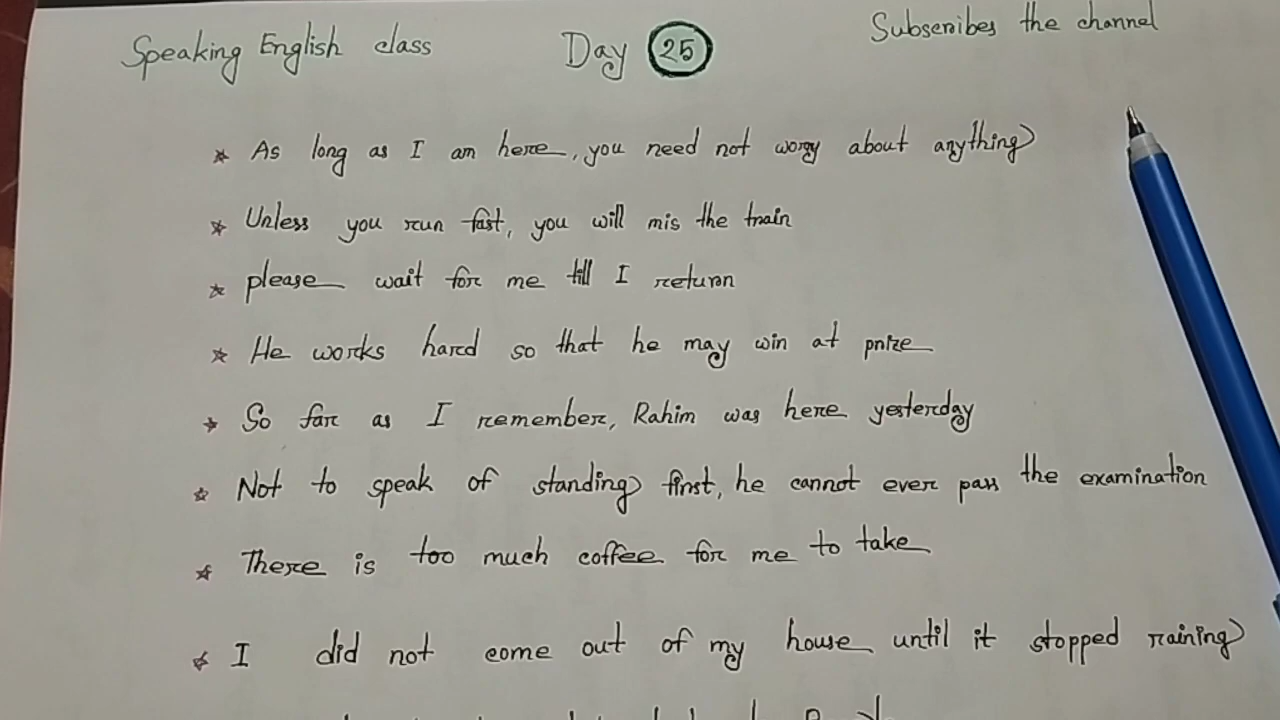 Speaking English class Day 25 Subscribes the channel
* As long as I am here, you need not worry about anything
* Unless you run fast, you will mis the train
* please wait for me till I return
* He works hard so that he may win at prize
* So far as I remember, Rahim was here yesterday
* Not to speak of standing first, he cannot ever pass the examination
* There is too much coffee for me to take
* I did not come out of my house until it stopped raining